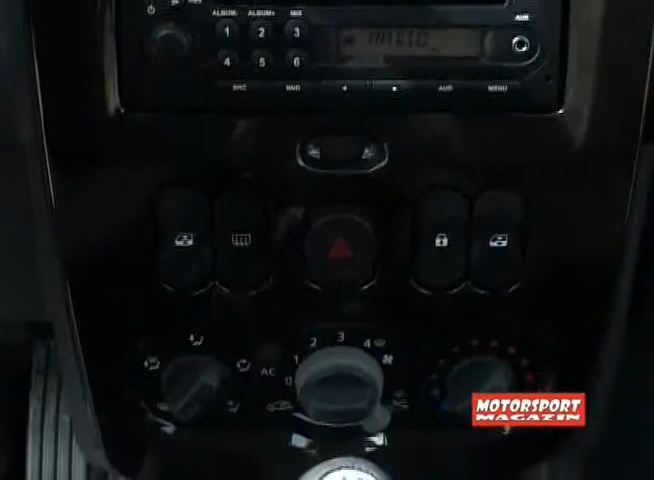 ALBUM- ALBUM+ MIX
AUX
1 2 3
4 5 6
SRC BND AUD MENU
2 3 4
1
AC
0
MOTORSPORT
MAGAZIN